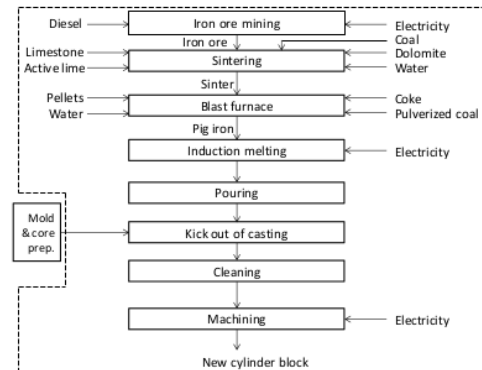 Diesel
Iron ore mining
Electricity
Iron ore
Coal
Limestone
Dolomite
Sintering
Active lime
Water
Sinter
Pellets
Coke
Blast furnace
Water
Pulverized coal
Pig iron
Induction melting
Electricity
Pouring
Mold
& core
prep.
Kick out of casting
Cleaning
Machining
Electricity
New cylinder block